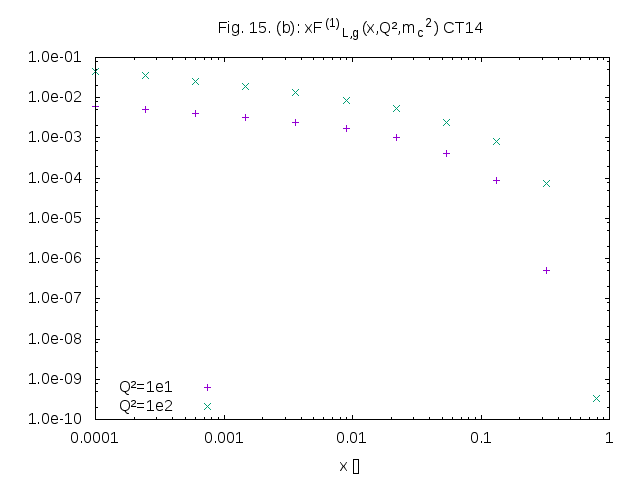 Fig. 15. (b): xF⁽¹⁾L,g(x,Q²,mc²) CT14
1.0e-01
1.0e-02
1.0e-03
1.0e-04
1.0e-05
1.0e-06
1.0e-07
1.0e-08
1.0e-09
1.0e-10
Q²=1e1
Q²=1e2
0.0001 0.001 0.01 0.1 1
x []